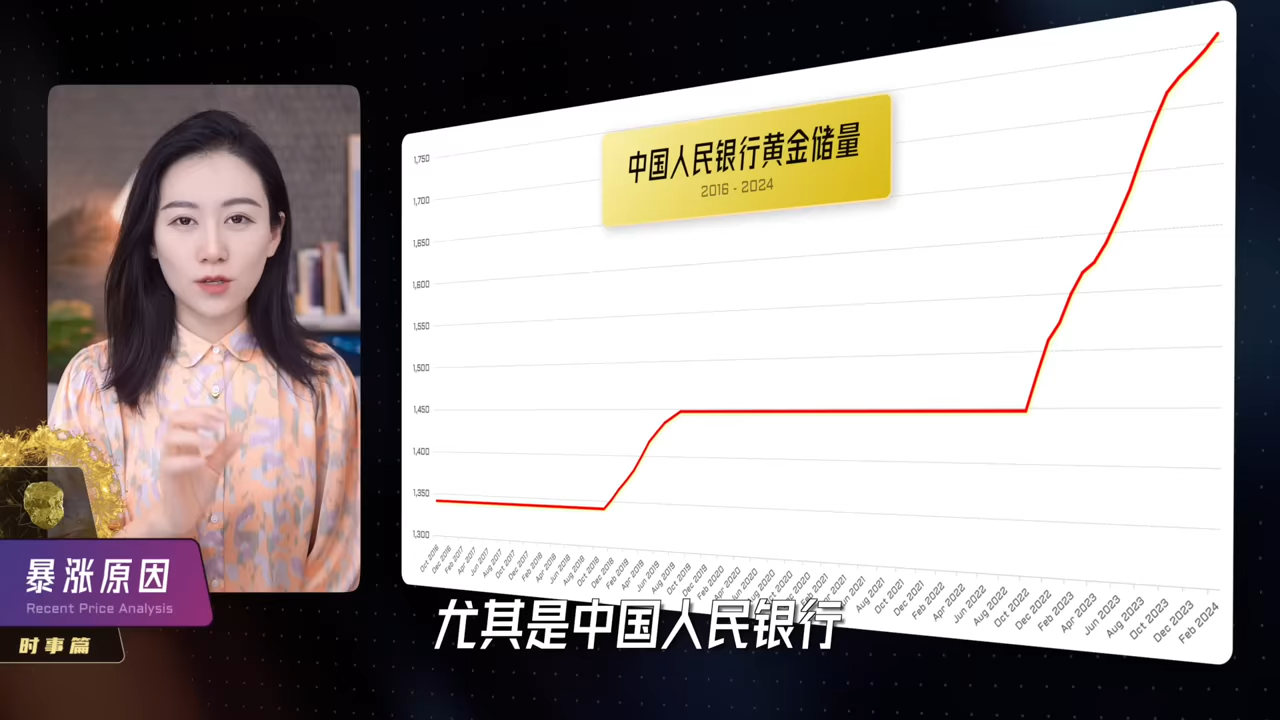 中国人民银行黄金储量
2016 - 2024
1,750
1,700
1,650
1,600
1,550
1,500
1,450
1,400
1,350
1,300
Oct 2016
Dec 2016
Feb 2017
Apr 2017
Jun 2017
Aug 2017
Oct 2017
Dec 2017
Feb 2018
Apr 2018
Jun 2018
Aug 2018
Oct 2018
Dec 2018
Feb 2019
Apr 2019
Jun 2019
Aug 2019
Oct 2019
Dec 2019
Feb 2020
Apr 2020
Jun 2020
Aug 2020
Oct 2020
Dec 2020
Feb 2021
Apr 2021
Jun 2021
Aug 2021
Oct 2021
Dec 2021
Feb 2022
Apr 2022
Jun 2022
Aug 2022
Oct 2022
Dec 2022
Feb 2023
Apr 2023
Jun 2023
Aug 2023
Oct 2023
Dec 2023
Feb 2024
暴涨原因
Recent Price Analysis
时事篇
尤其是中国人民银行